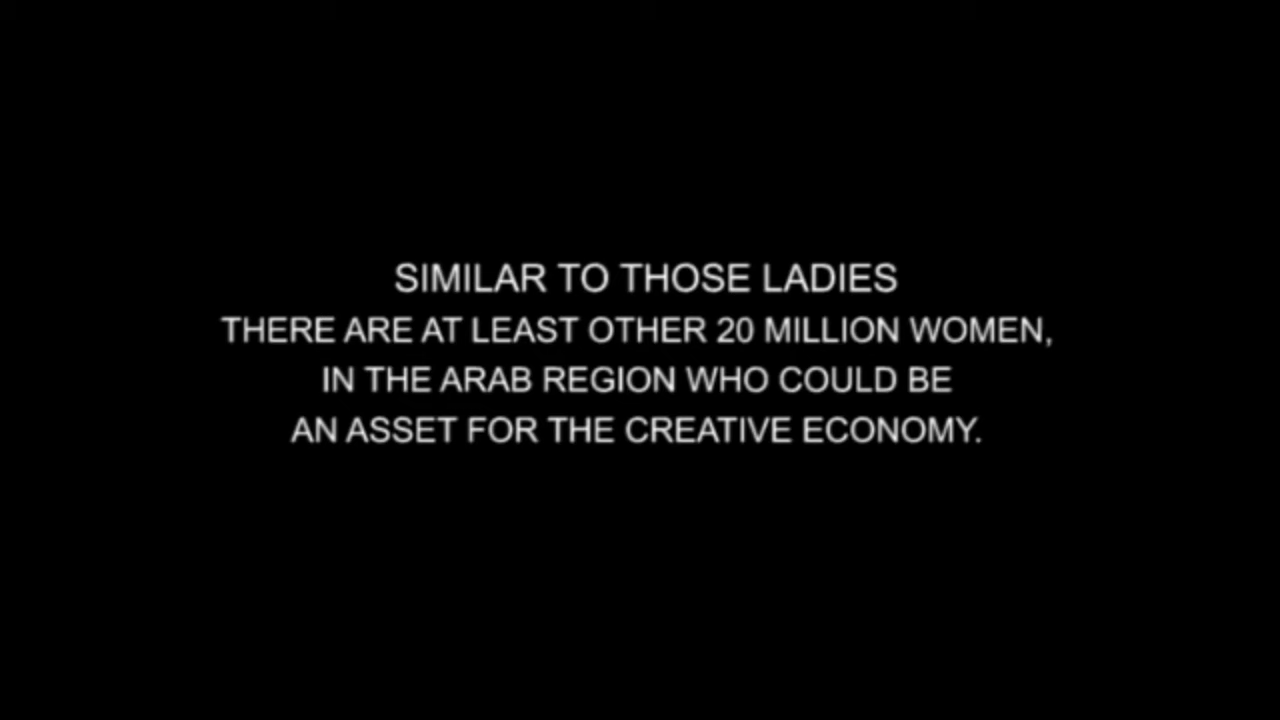 SIMILAR TO THOSE LADIES
THERE ARE AT LEAST OTHER 20 MILLION WOMEN,
IN THE ARAB REGION WHO COULD BE
AN ASSET FOR THE CREATIVE ECONOMY.